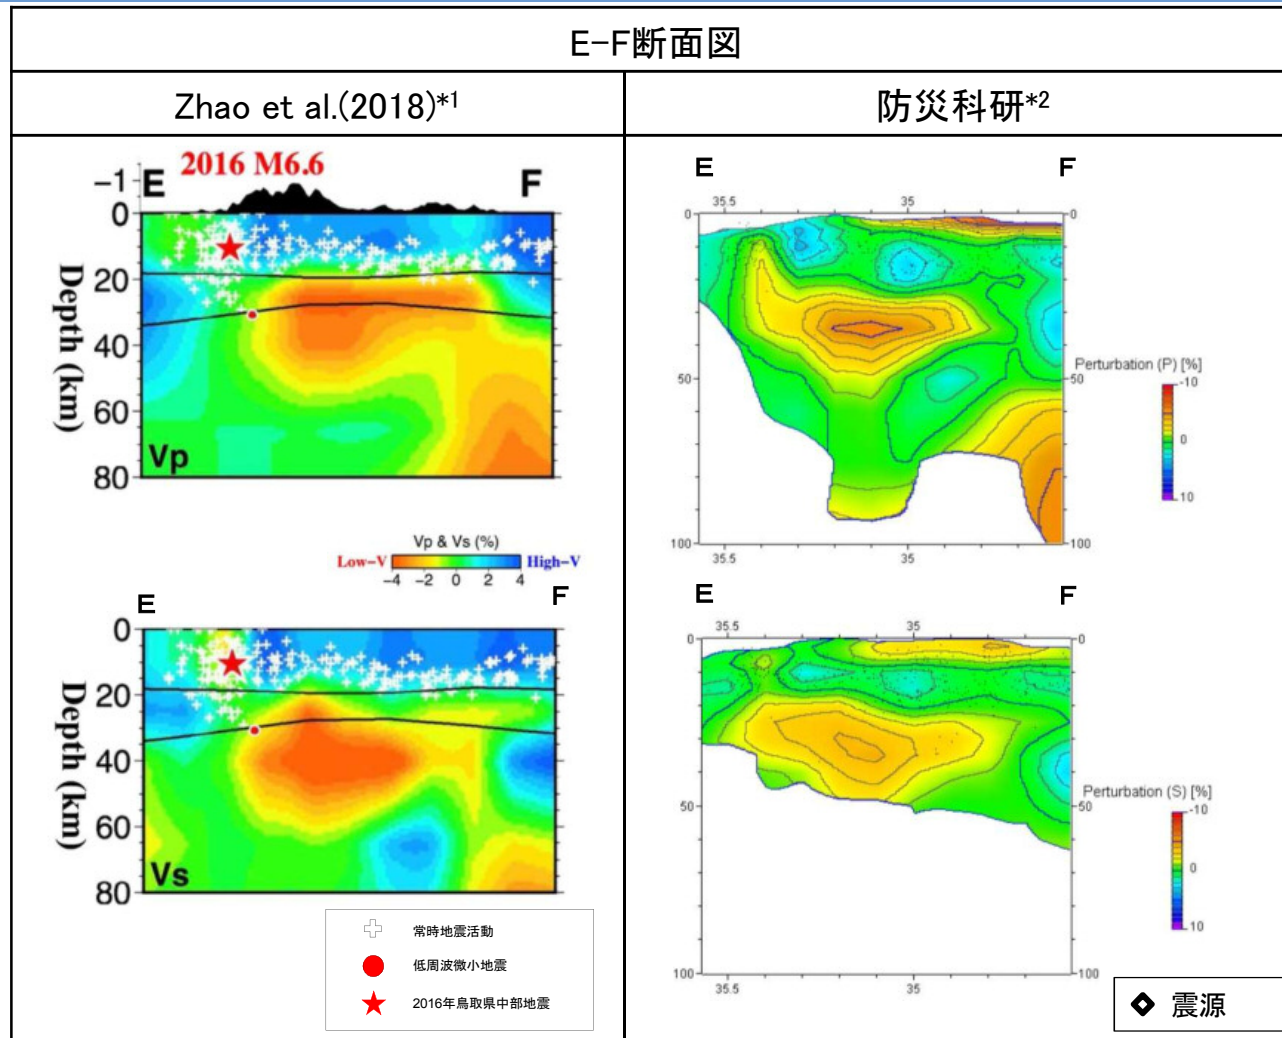 E-F断面図
Zhao et al.(2018)*1
防災科研*2
2016 M6.6
E
F
-1
0
20
40
60
80
Depth (km)
Vp
Vp & Vs (%)
Low-V
High-V
-4 -2 0 2 4
E
F
0
20
40
60
80
Depth (km)
Vs
常時地震活動
低周波微小地震
2016年鳥取県中部地震
E
F
35.5 35
0 0
50 50
100 100
35.5 35
Perturbation (P) [%]
-10
0
10
E
F
35.5 35
0 0
50 50
100 100
35.5 35
Perturbation (S) [%]
-10
0
10
震源